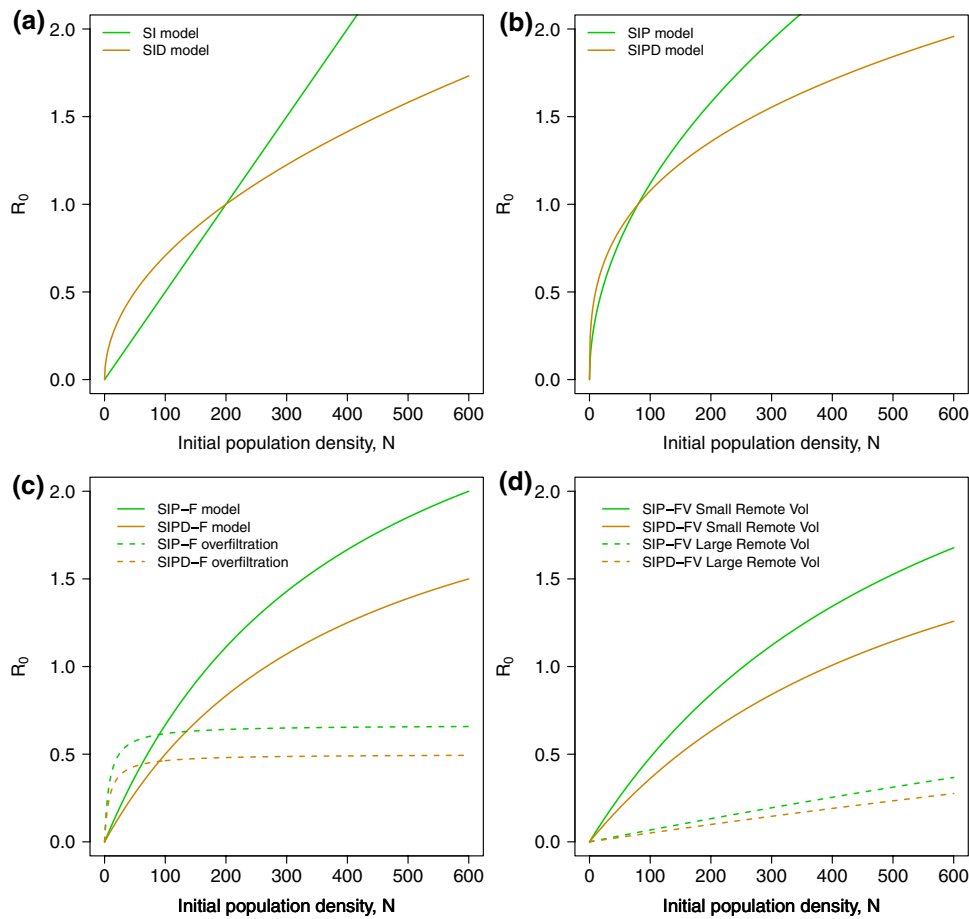 (a)
SI model
SID model
2.0
1.5
1.0
0.5
0.0
R0
0 100 200 300 400 500 600
Initial population density, N
(b)
SIP model
SIPD model
2.0
1.5
1.0
0.5
0.0
R0
0 100 200 300 400 500 600
Initial population density, N
(c)
SIP−F model
SIPD−F model
SIP−F overfiltration
SIPD−F overfiltration
2.0
1.5
1.0
0.5
0.0
R0
0 100 200 300 400 500 600
Initial population density, N
(d)
SIP−FV Small Remote Vol
SIPD−FV Small Remote Vol
SIP−FV Large Remote Vol
SIPD−FV Large Remote Vol
2.0
1.5
1.0
0.5
0.0
R0
0 100 200 300 400 500 600
Initial population density, N